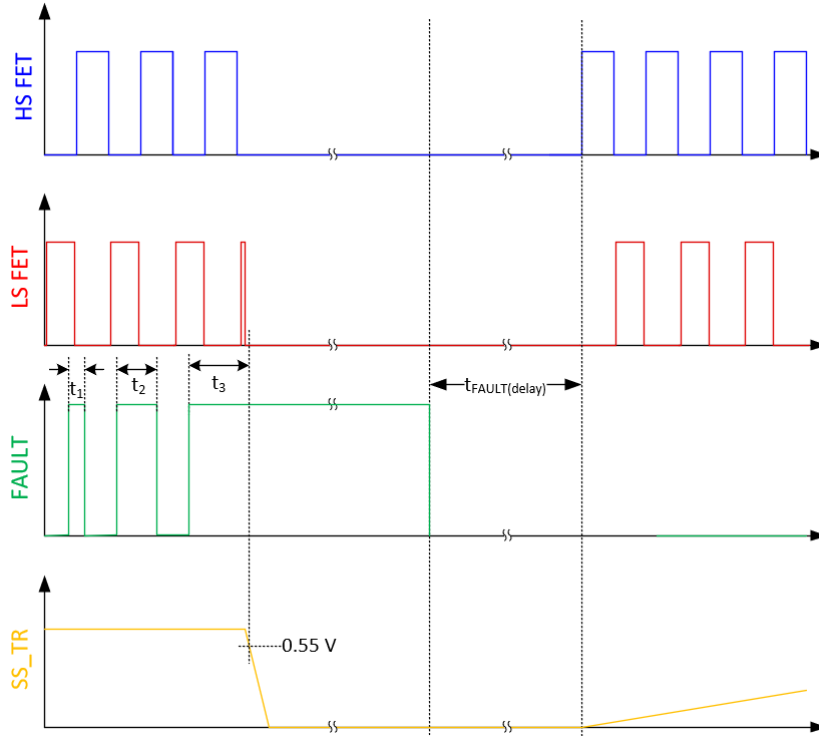 HS FET
LS FET
t1
t2
t3
tFAULT(delay)
FAULT
0.55 V
SS_TR